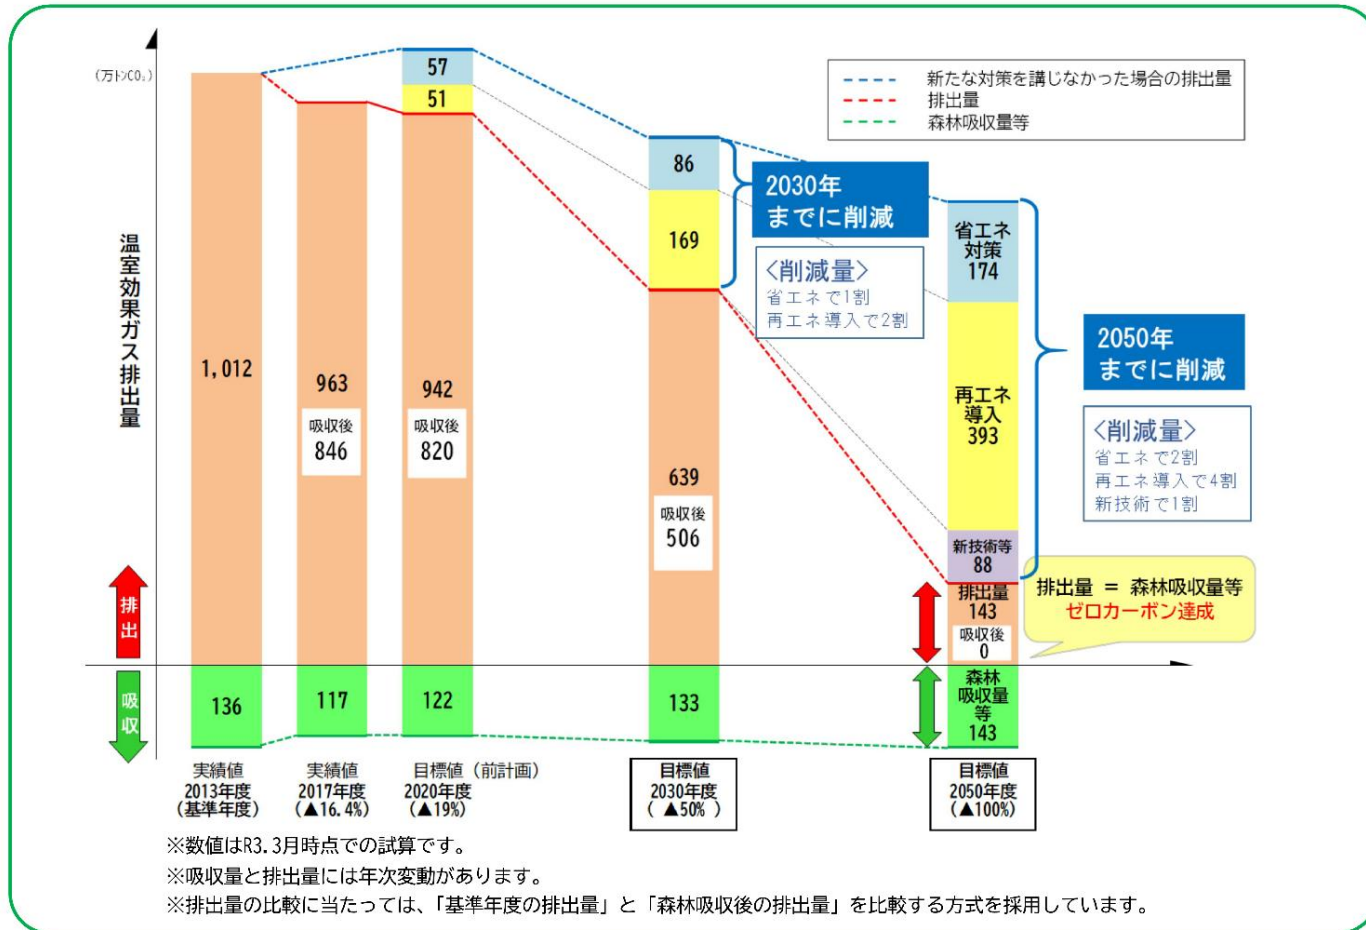 (万トンCO₂)
温室効果ガス排出量
排出
吸収
新たな対策を講じなかった場合の排出量
排出量
森林吸収量等
1,012
136
963
吸収後
846
117
57
51
942
吸収後
820
122
86
169
639
吸収後
506
133
2030年
までに削減
<削減量>
省エネで1割
再エネ導入で2割
省エネ
対策
174
再エネ
導入
393
新技術等
88
排出量
143
吸収後
0
森林
吸収量
等
143
2050年
までに削減
<削減量>
省エネで2割
再エネ導入で4割
新技術で1割
排出量 = 森林吸収量等
ゼロカーボン達成
実績値
2013年度
(基準年度)
実績値
2017年度
(▲16.4%)
目標値(前計画)
2020年度
(▲19%)
目標値
2030年度
( ▲50% )
目標値
2050年度
(▲100%)
※数値はR3.3月時点での試算です。
※吸収量と排出量には年次変動があります。
※排出量の比較に当たっては、「基準年度の排出量」と「森林吸収後の排出量」を比較する方式を採用しています。